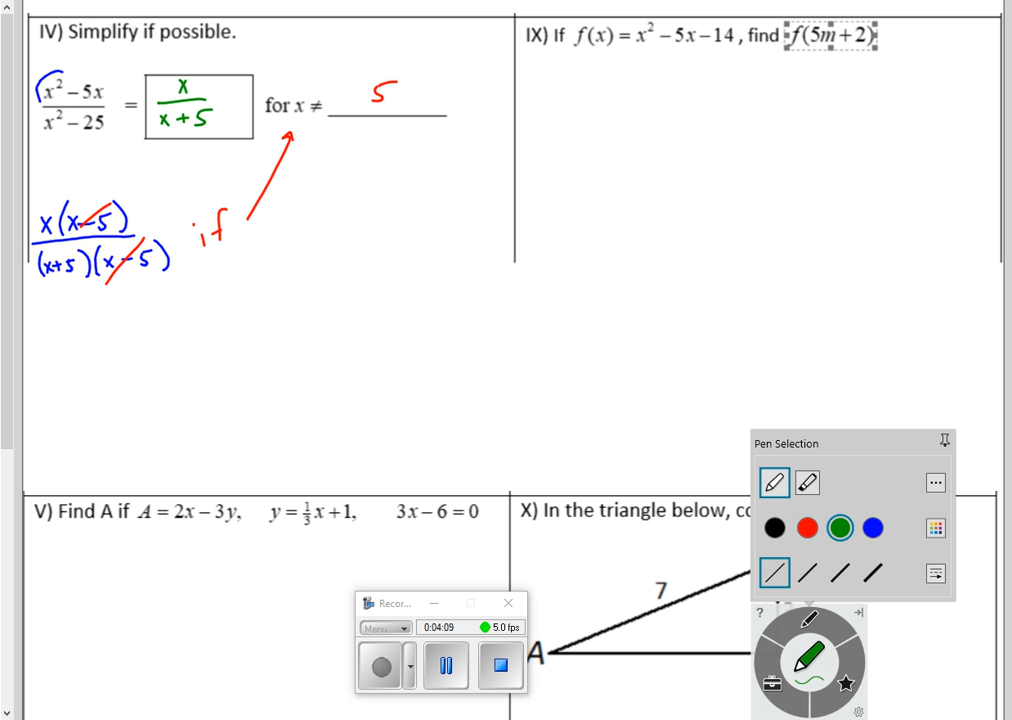 IV) Simplify if possible.
x² – 5x / x² – 25 = x / x + 5 for x ≠ 5
x(x–5) / (x+5)(x–5) if
IX) If f(x) = x² – 5x – 14, find f(5m + 2)
V) Find A if A = 2x – 3y, y = ⅓x + 1, 3x – 6 = 0
X) In the triangle below, co
7
A
Pen Selection
Recor...
Menu
0:04:09
5.0 fps
?